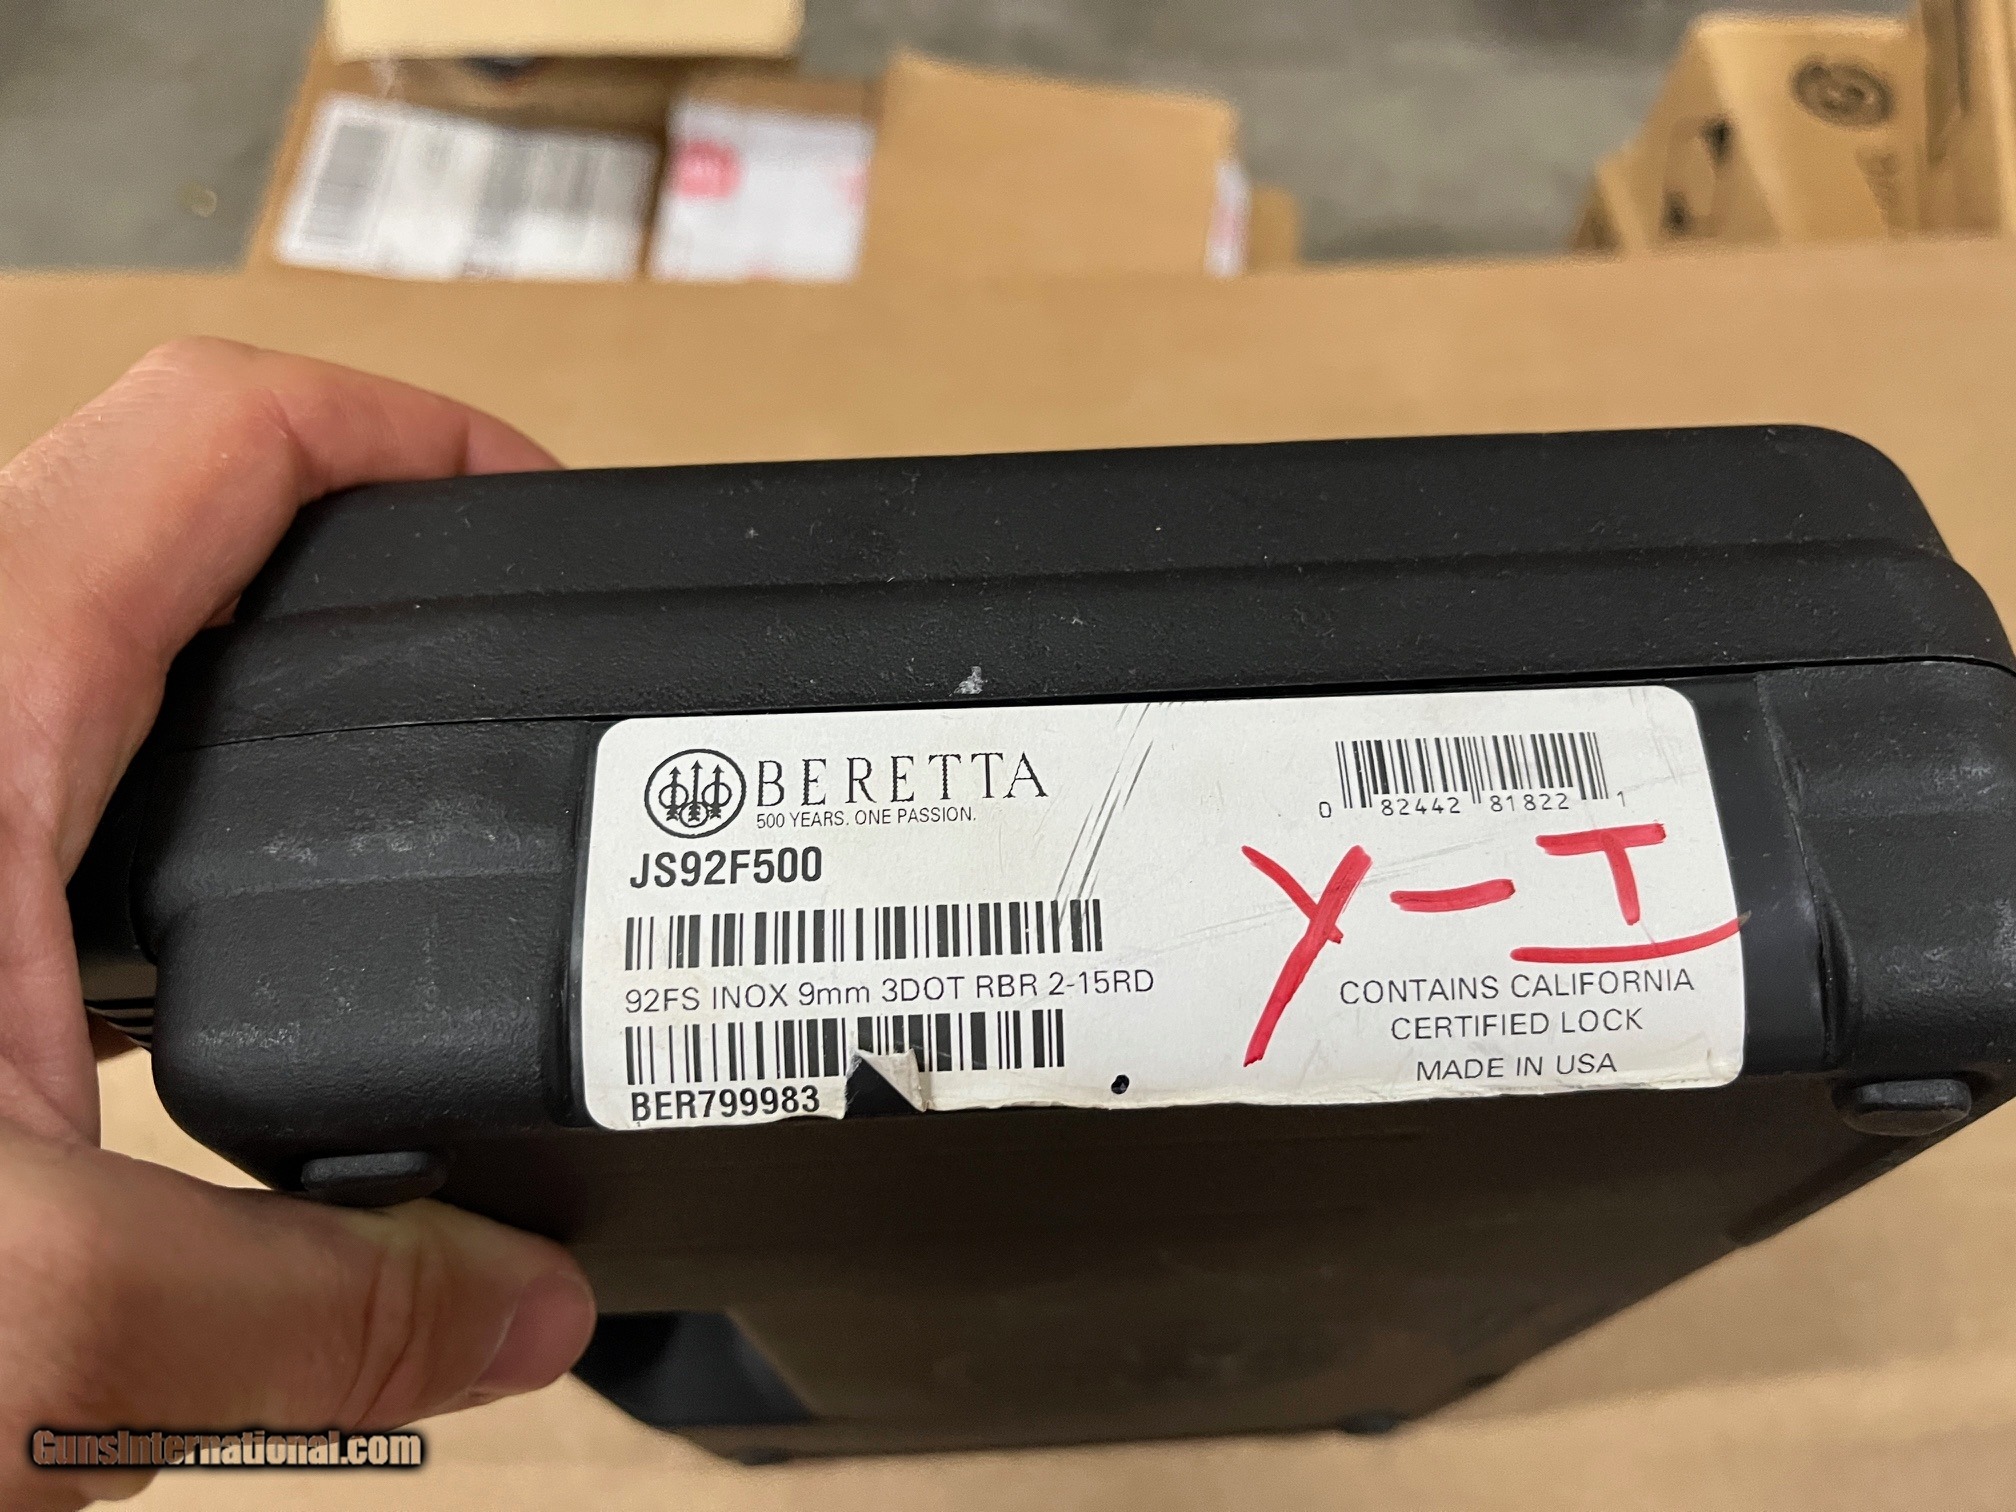 BERETTA
500 YEARS. ONE PASSION.
JS92F500
92FS INOX 9mm 3DOT RBR 2-15RD
BER799983
0 82442 81822 1
Y-I
CONTAINS CALIFORNIA
CERTIFIED LOCK
MADE IN USA
GunsInternational.com